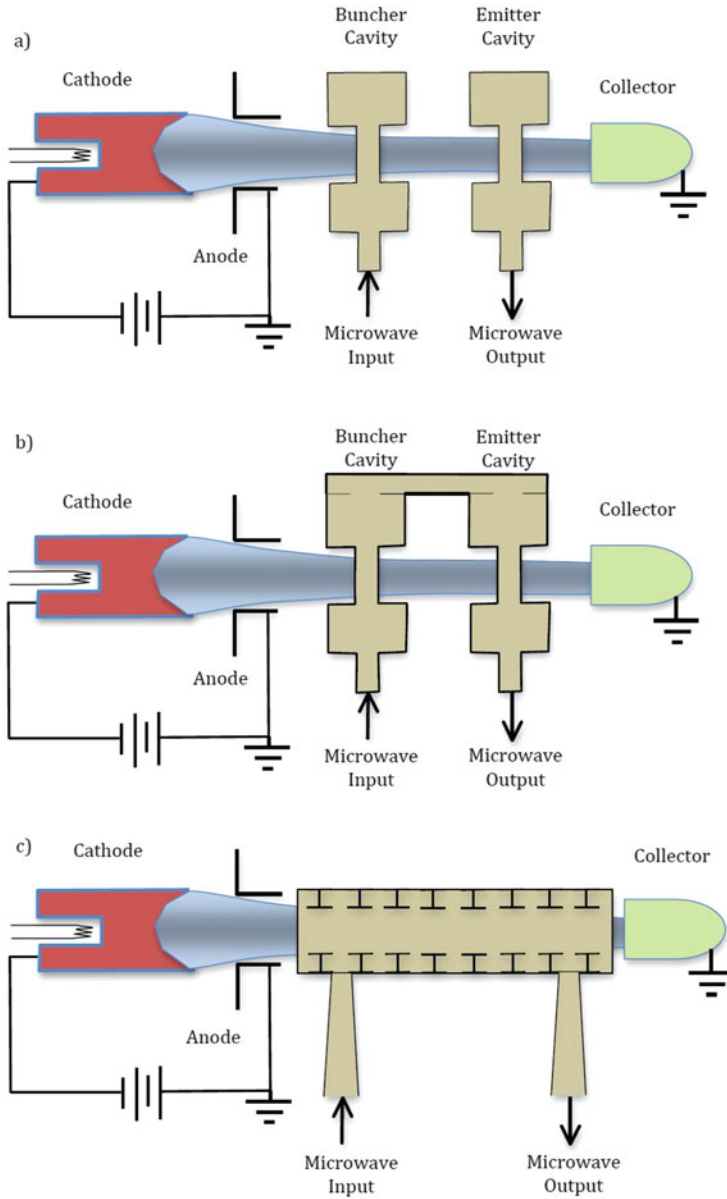 a)
Buncher
Cavity
Emitter
Cavity
Cathode
Collector
Anode
Microwave
Input
Microwave
Output
b)
Buncher
Cavity
Emitter
Cavity
Cathode
Collector
Anode
Microwave
Input
Microwave
Output
c)
Cathode
Collector
Anode
Microwave
Input
Microwave
Output